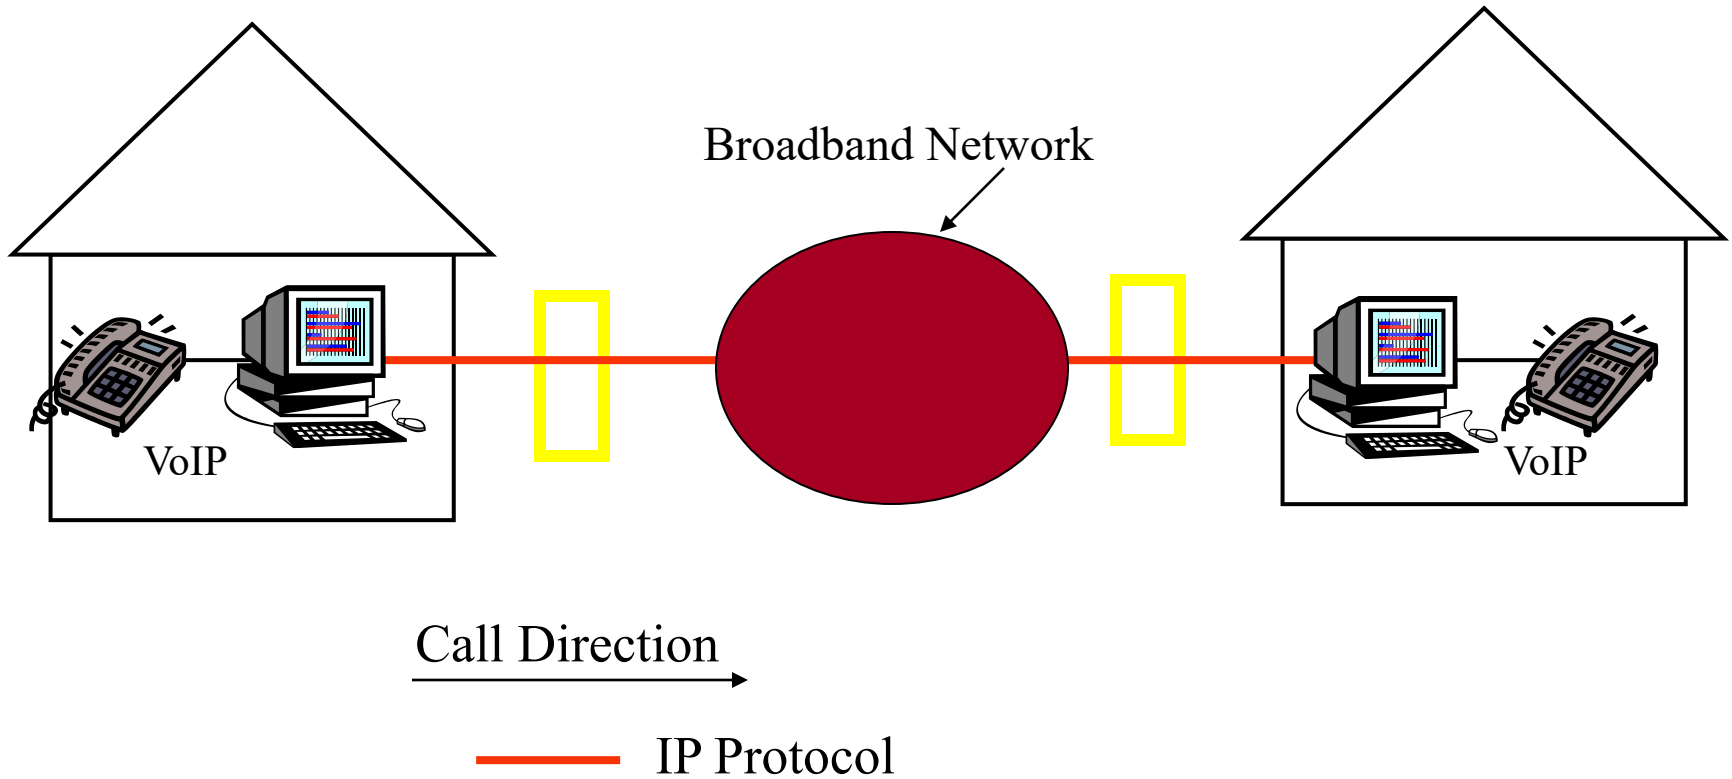 Broadband Network
VoIP
VoIP
Call Direction
IP Protocol